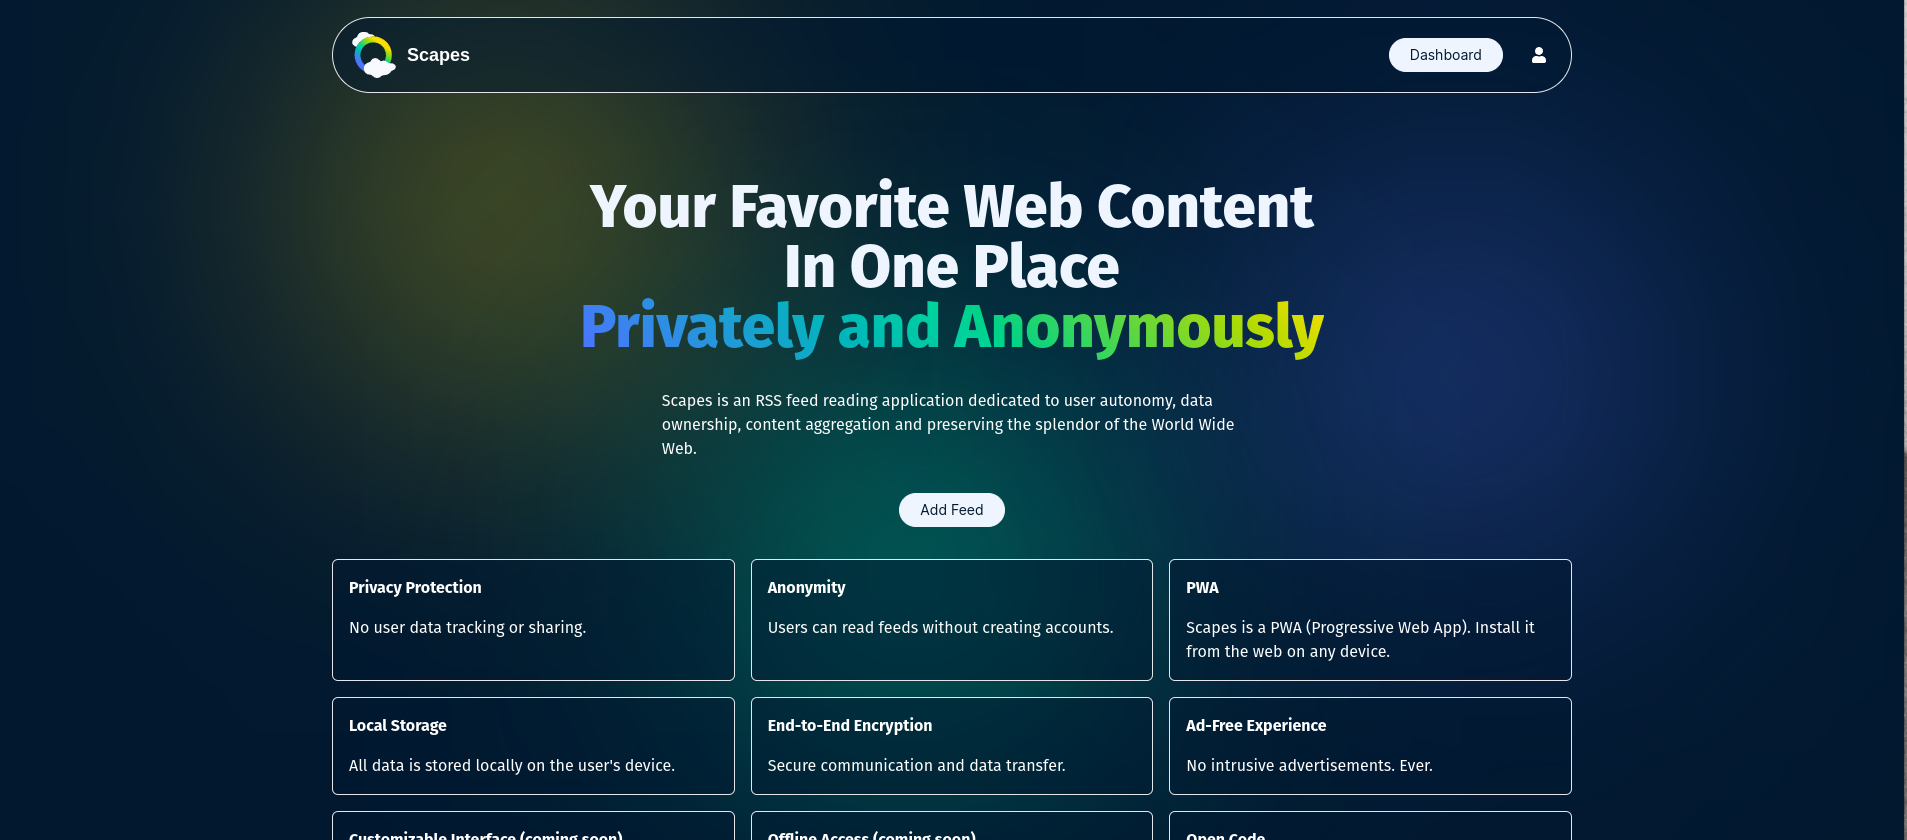 Scapes
Dashboard
Your Favorite Web Content
In One Place
Privately and Anonymously
Scapes is an RSS feed reading application dedicated to user autonomy, data
ownership, content aggregation and preserving the splendor of the World Wide
Web.
Add Feed
Privacy Protection
No user data tracking or sharing.
Anonymity
Users can read feeds without creating accounts.
PWA
Scapes is a PWA (Progressive Web App). Install it
from the web on any device.
Local Storage
All data is stored locally on the user's device.
End-to-End Encryption
Secure communication and data transfer.
Ad-Free Experience
No intrusive advertisements. Ever.
Customizable Interface (coming soon)
Offline Access (coming soon)
Open Code